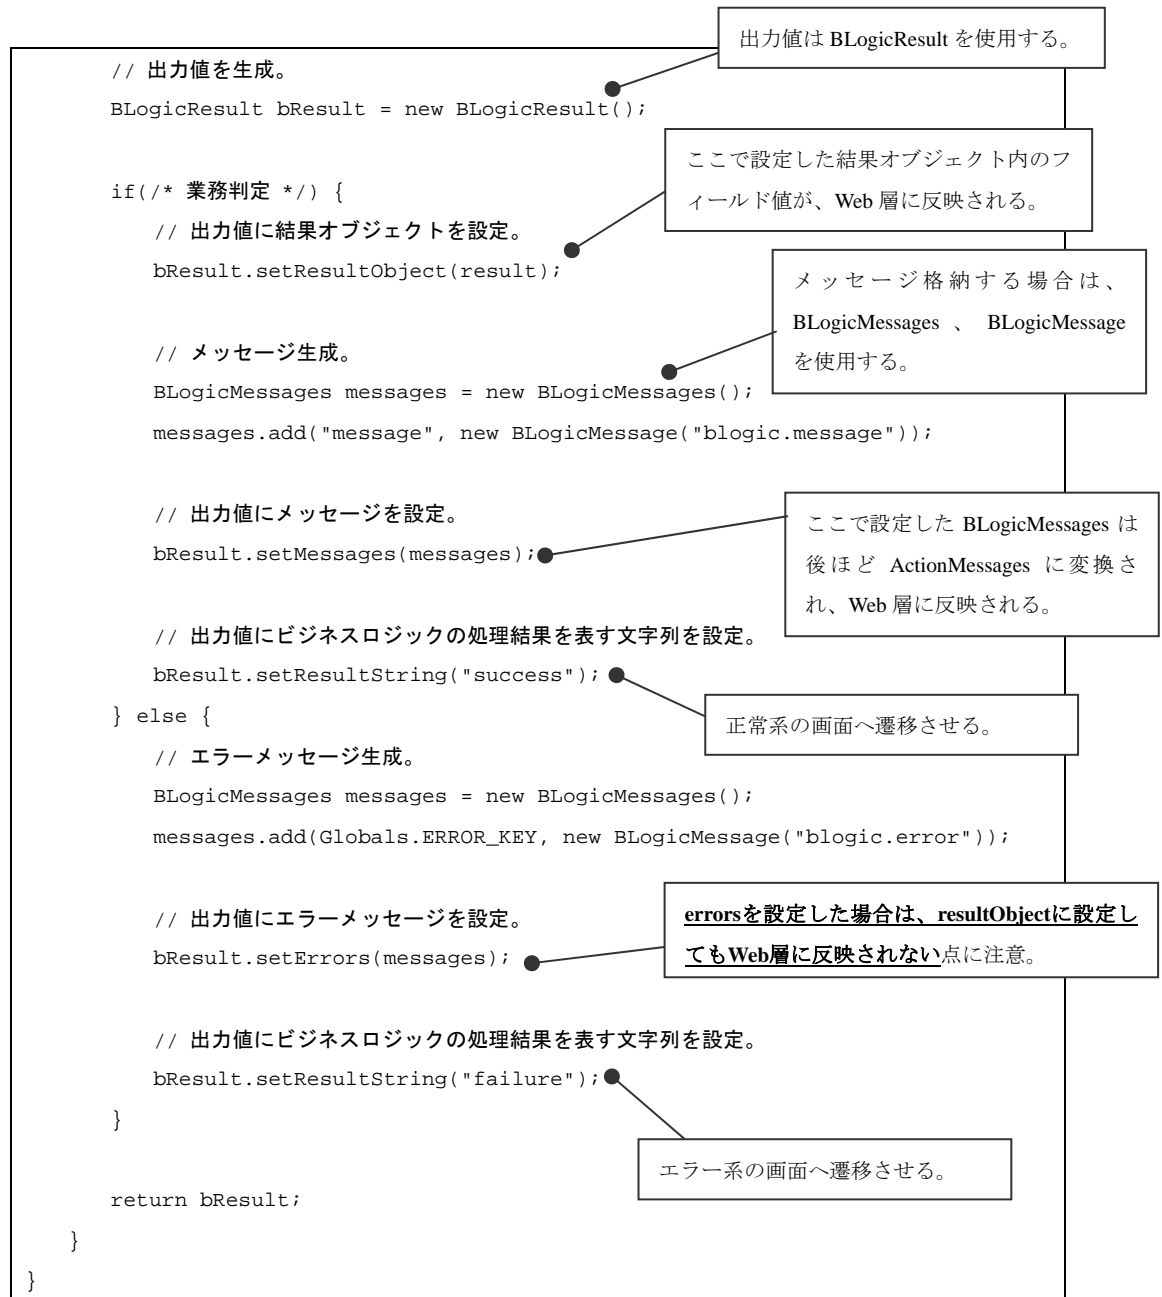 出力値は BLogicResult を使用する。
// 出力値を生成。
BLogicResult bResult = new BLogicResult();
ここで設定した結果オブジェクト内のフ
ィールド値が、Web 層に反映される。
if(/* 業務判定 */) {
// 出力値に結果オブジェクトを設定。
bResult.setResultObject(result);
メッセージ格納する場合は、
BLogicMessages 、 BLogicMessage
を使用する。
// メッセージ生成。
BLogicMessages messages = new BLogicMessages();
messages.add("message", new BLogicMessage("blogic.message"));
// 出力値にメッセージを設定。
bResult.setMessages(messages);
ここで設定した BLogicMessages は
後ほど ActionMessages に変換さ
れ、Web 層に反映される。
// 出力値にビジネスロジックの処理結果を表す文字列を設定。
bResult.setResultString("success");
正常系の画面へ遷移させる。
} else {
// エラーメッセージ生成。
BLogicMessages messages = new BLogicMessages();
messages.add(Globals.ERROR_KEY, new BLogicMessage("blogic.error"));
// 出力値にエラーメッセージを設定。
bResult.setErrors(messages);
errorsを設定した場合は、resultObjectに設定し
てもWeb層に反映されない点に注意。
// 出力値にビジネスロジックの処理結果を表す文字列を設定。
bResult.setResultString("failure");
}
エラー系の画面へ遷移させる。
return bResult;
}
}